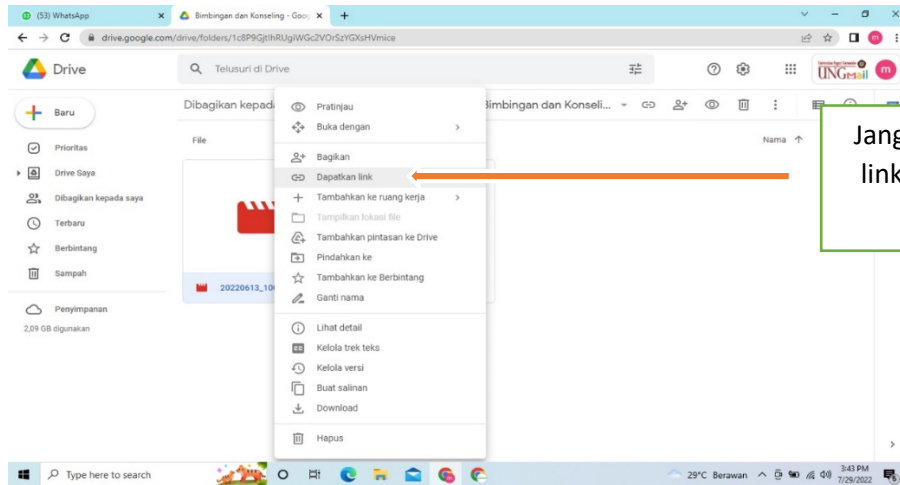 (53) WhatsApp
Bimbingan dan Konseling - Goog
drive.google.com/drive/folders/1c8P9GjtlhRUgiWGc2VOrSzYGXsHVmice
Drive
Telusuri di Drive
UNGMail
m
Baru
Dibagikan kepad
Bimbingan dan Konseli...
Prioritas
Drive Saya
Dibagikan kepada saya
Terbaru
Berbintang
Sampah
Penyimpanan
2,09 GB digunakan
File
Nama
20220613_10
Pratinjau
Buka dengan
Bagikan
Dapatkan link
Tambahkan ke ruang kerja
Tampilkan lokasi file
Tambahkan pintasan ke Drive
Pindahkan ke
Tambahkan ke Berbintang
Ganti nama
Lihat detail
Kelola trek teks
Kelola versi
Buat salinan
Download
Hapus
Jang
link
Type here to search
29°C Berawan
3:43 PM
7/29/2022